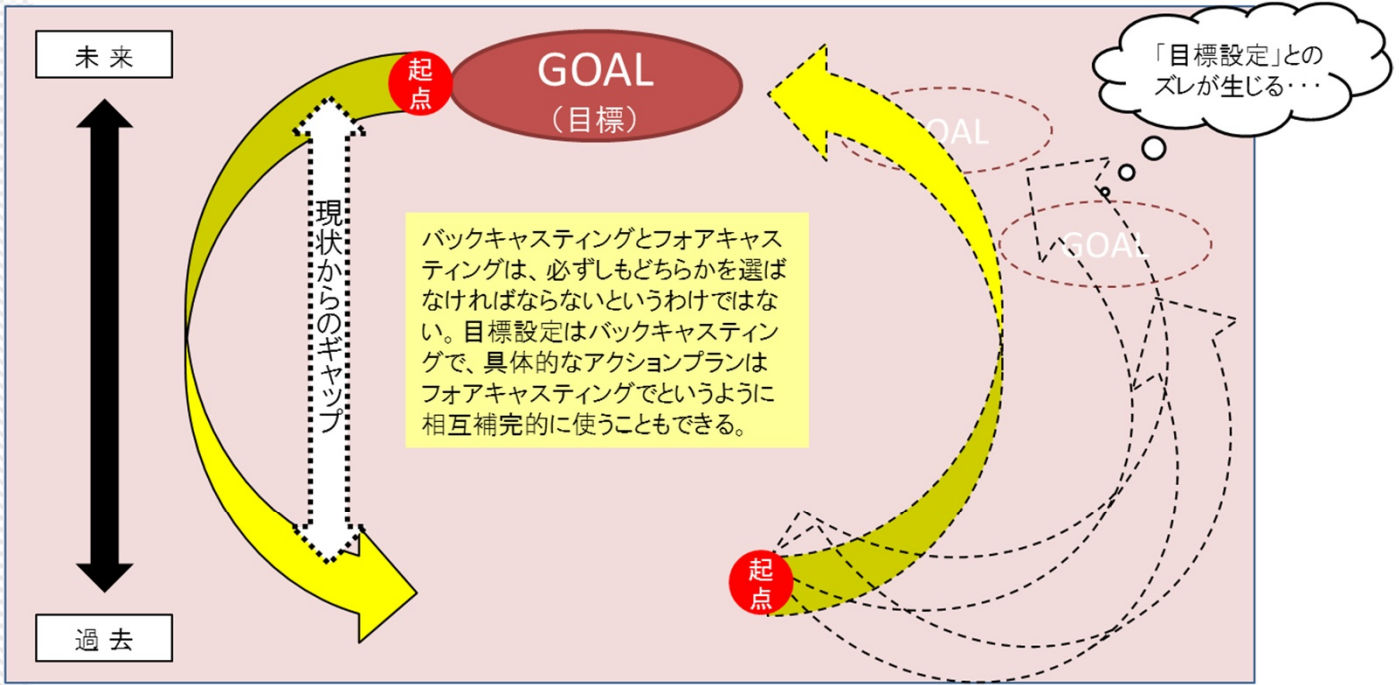 未来
起点
GOAL
（目標）
「目標設定」との
ズレが生じる・・・
GOAL
GOAL
現状からのギャップ
バックキャスティングとフォアキャス
ティングは、必ずしもどちらかを選ば
なければならないというわけではな
い。目標設定はバックキャスティン
グで、具体的なアクションプランは
フォアキャスティングでというように
相互補完的に使うこともできる。
起点
過去